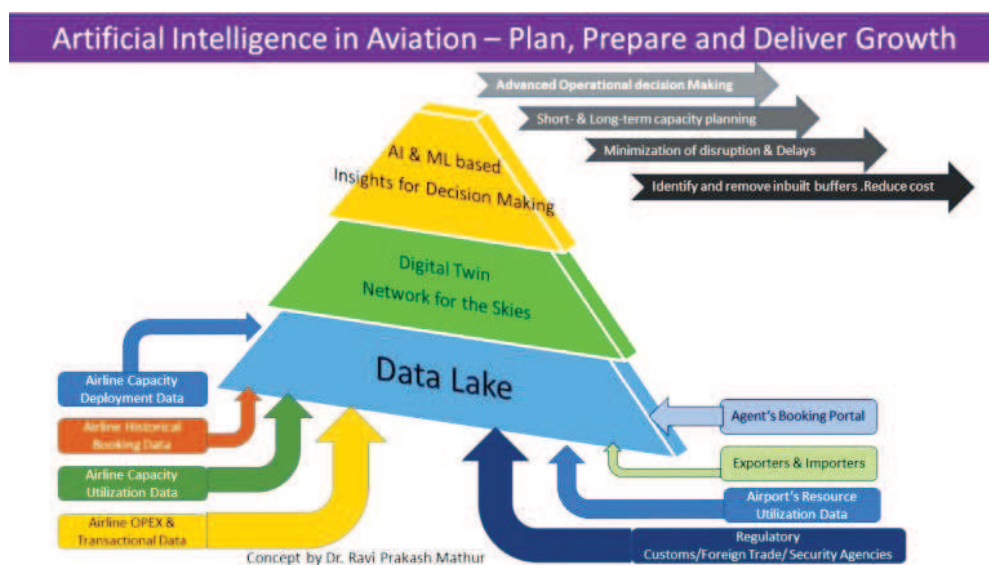 Artificial Intelligence in Aviation – Plan, Prepare and Deliver Growth
Advanced Operational decision Making
Short- & Long-term capacity planning
Minimization of disruption & Delays
Identify and remove inbuilt buffers .Reduce cost
AI & ML based
Insights for Decision Making
Digital Twin
Network for the Skies
Data Lake
Airline Capacity
Deployment Data
Airline Historical
Booking Data
Airline Capacity
Utilization Data
Airline OPEX &
Transactional Data
Agent's Booking Portal
Exporters & Importers
Airport's Resource
Utilization Data
Regulatory
Customs/Foreign Trade/ Security Agencies
Concept by Dr. Ravi Prakash Mathur